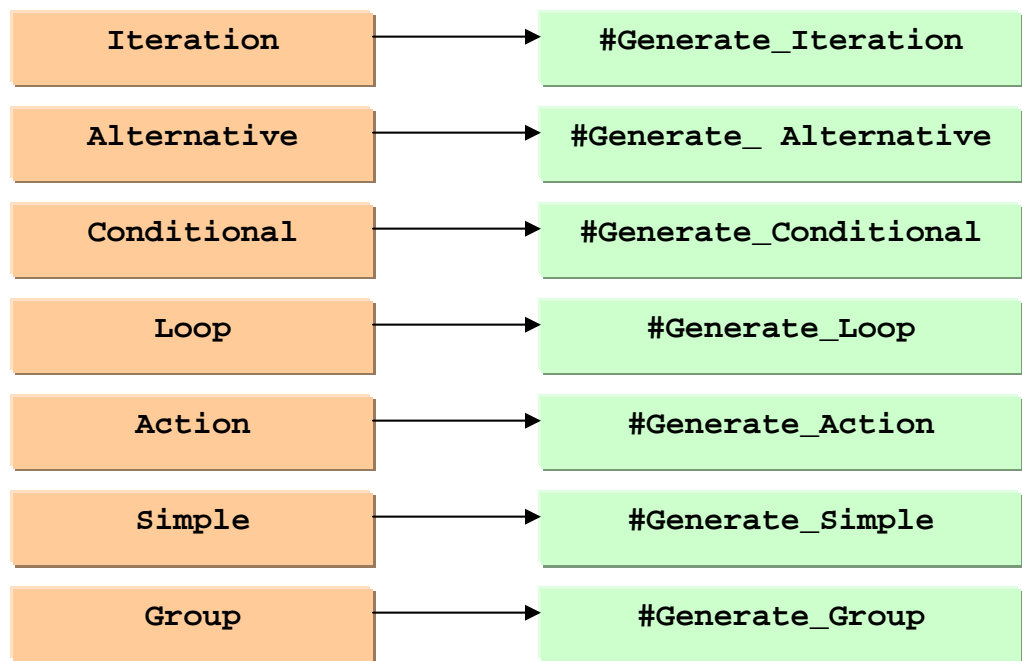 Iteration
#Generate_Iteration
Alternative
#Generate_ Alternative
Conditional
#Generate_Conditional
Loop
#Generate_Loop
Action
#Generate_Action
Simple
#Generate_Simple
Group
#Generate_Group